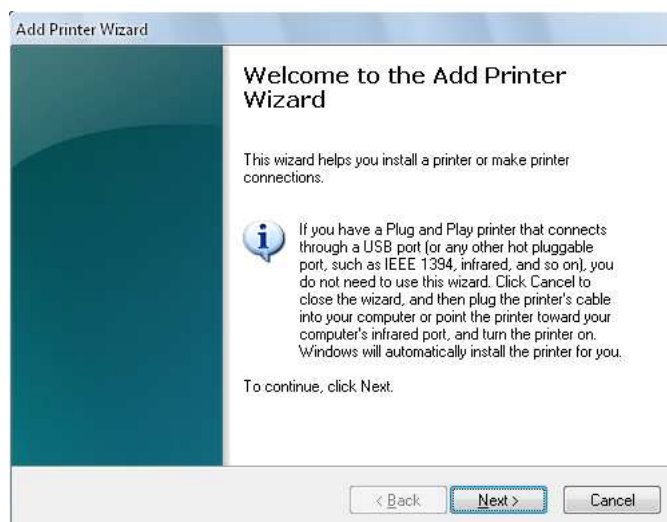 Add Printer Wizard
Welcome to the Add Printer
Wizard
This wizard helps you install a printer or make printer
connections.
If you have a Plug and Play printer that connects
through a USB port (or any other hot pluggable
port, such as IEEE 1394, infrared, and so on), you
do not need to use this wizard. Click Cancel to
close the wizard, and then plug the printer's cable
into your computer or point the printer toward your
computer's infrared port, and turn the printer on.
Windows will automatically install the printer for you.
To continue, click Next.
< Back Next > Cancel